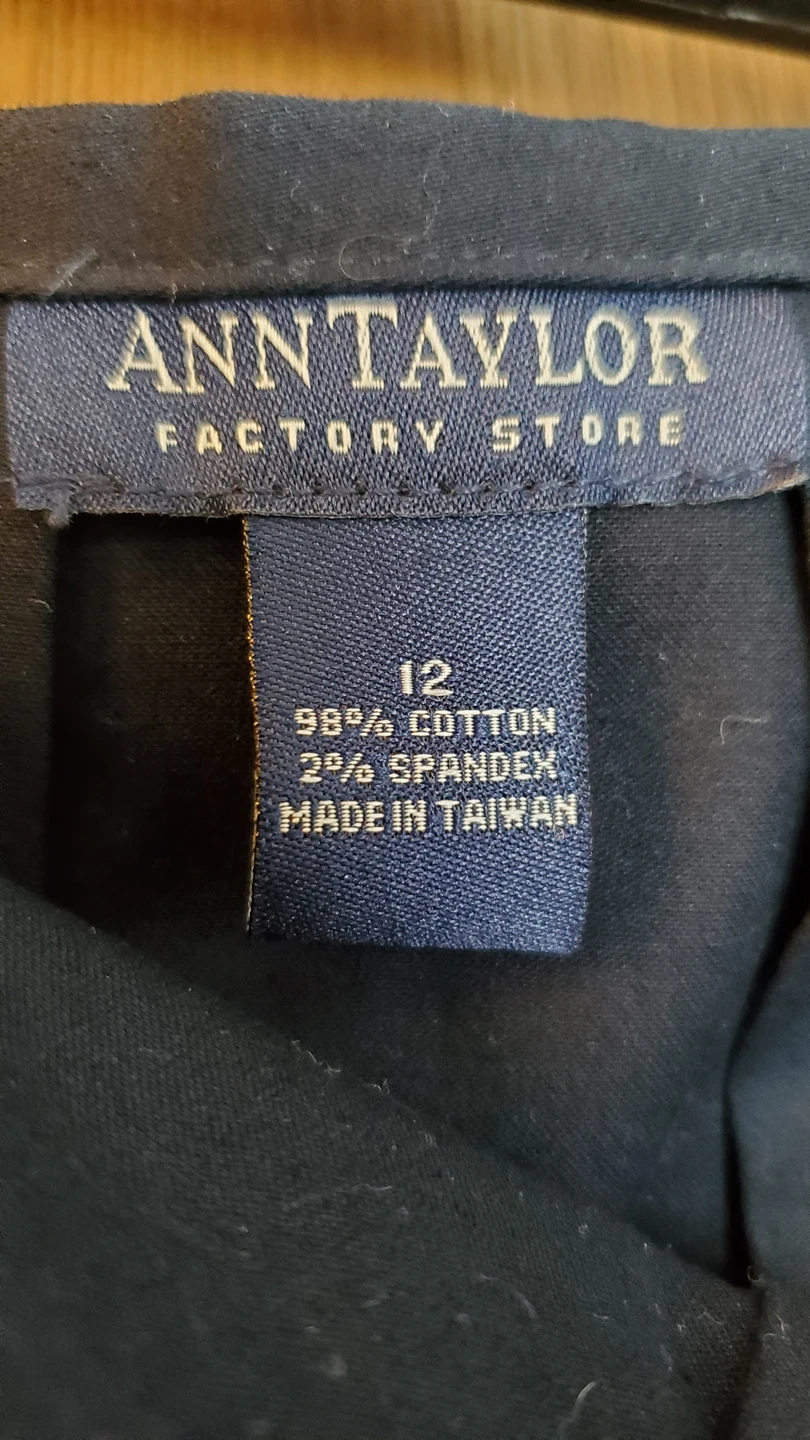 ANNTAYLOR
FACTORY STORE
12
98% COTTON
2% SPANDEX
MADE IN TAIWAN